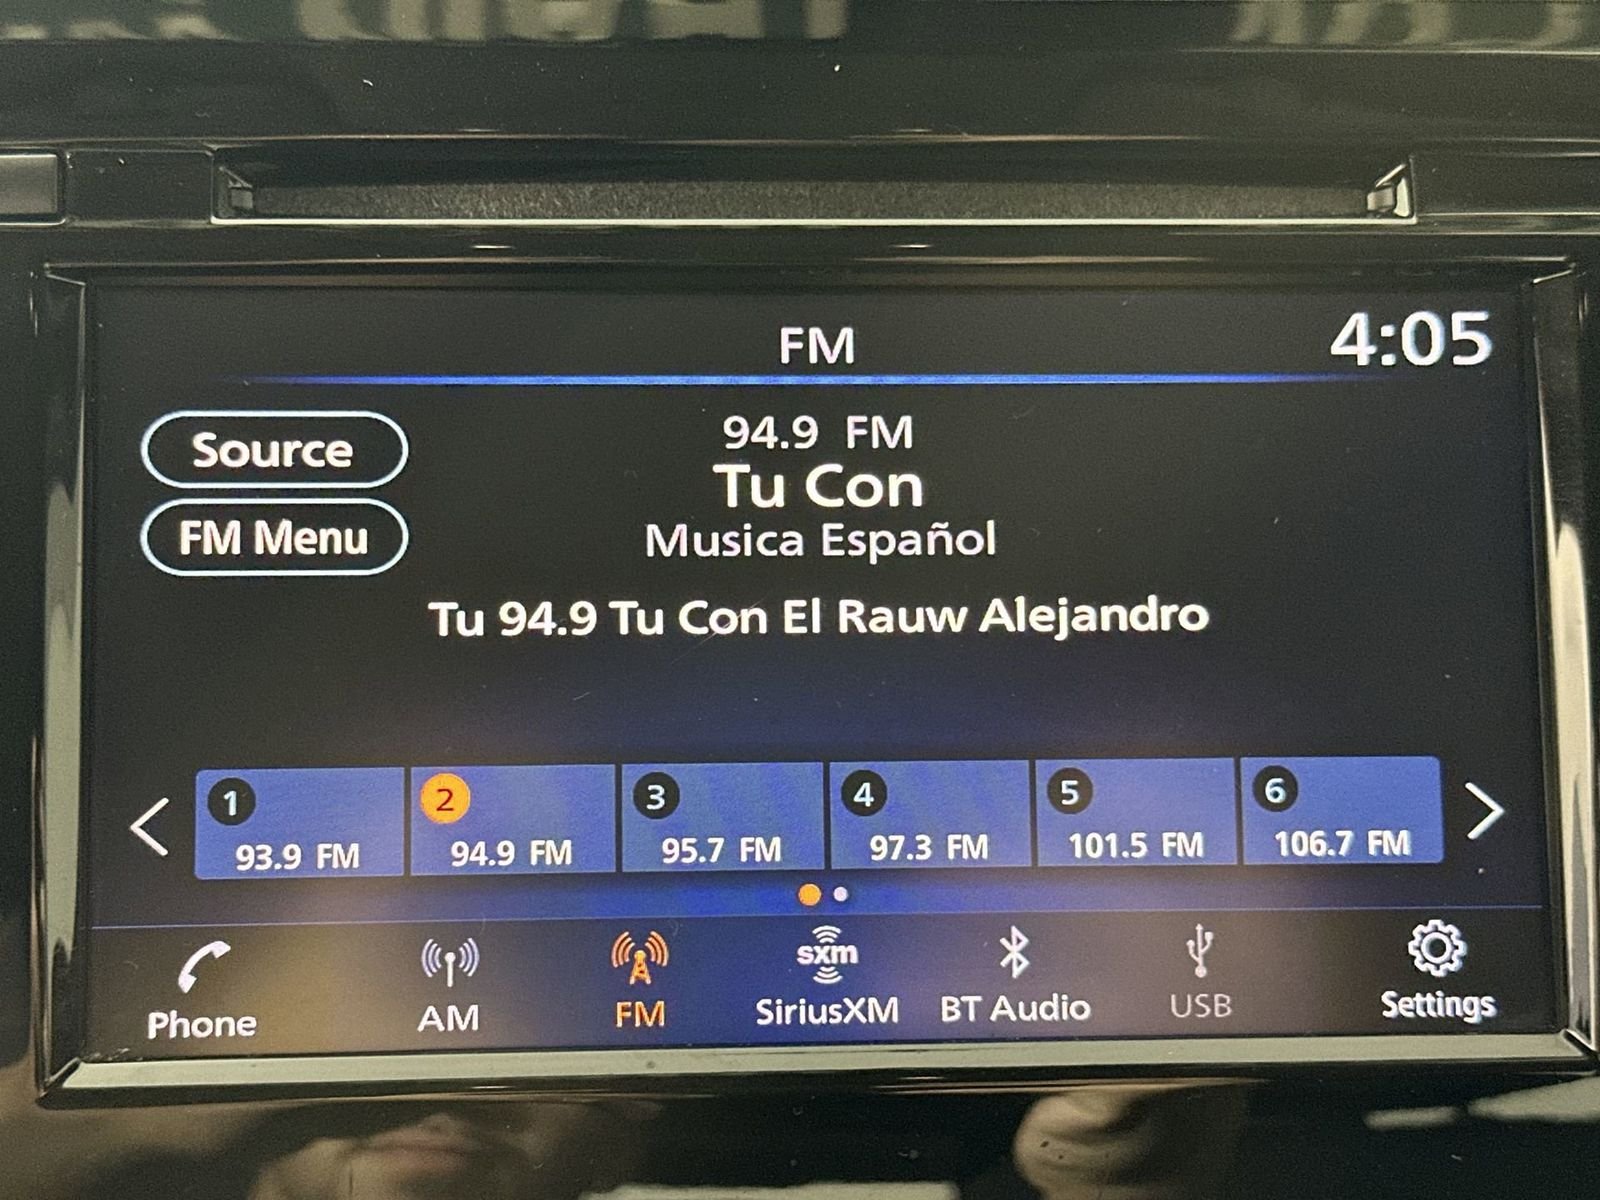 FM
4:05
Source
FM Menu
94.9 FM
Tu Con
Musica Español
Tu 94.9 Tu Con El Rauw Alejandro
1
2
3
4
5
6
93.9 FM
94.9 FM
95.7 FM
97.3 FM
101.5 FM
106.7 FM
sxm
Phone
AM
FM
SiriusXM
BT Audio
USB
Settings